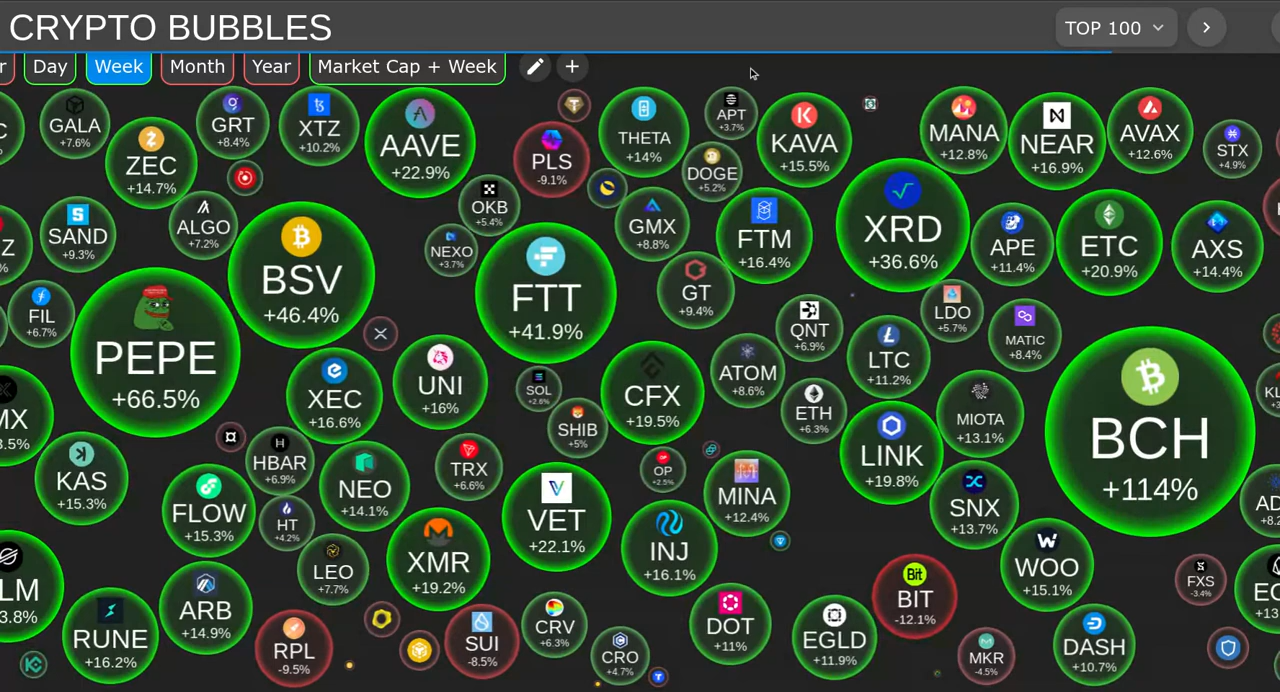 CRYPTO BUBBLES
TOP 100
Day
Week
Month
Year
Market Cap + Week
GALA
+7.6%
ZEC
+14.7%
GRT
+8.4%
XTZ
+10.2%
AAVE
+22.9%
PLS
-9.1%
THETA
+14%
APT
+3.7%
KAVA
+15.5%
MANA
+12.8%
NEAR
+16.9%
AVAX
+12.6%
STX
+4.9%
DOGE
+5.2%
SAND
+9.3%
ALGO
+7.2%
OKB
+5.4%
NEXO
+3.7%
GMX
+8.8%
FTM
+16.4%
XRD
+36.6%
APE
+11.4%
ETC
+20.9%
AXS
+14.4%
BSV
+46.4%
FTT
+41.9%
GT
+9.4%
FIL
+6.7%
PEPE
+66.5%
QNT
+6.9%
LDO
+5.7%
MATIC
+8.4%
LTC
+11.2%
XEC
+16.6%
UNI
+16%
SOL
+2.6%
CFX
+19.5%
ATOM
+8.6%
ETH
+6.3%
MIOTA
+13.1%
BCH
+114%
SHIB
+5%
LINK
+19.8%
KAS
+15.3%
HBAR
+6.9%
NEO
+14.1%
TRX
+6.6%
OP
+2.5%
MINA
+12.4%
SNX
+13.7%
FLOW
+15.3%
HT
+4.2%
VET
+22.1%
INJ
+16.1%
XMR
+19.2%
LEO
+7.7%
WOO
+15.1%
FXS
-3.4%
Bit
BIT
-12.1%
ARB
+14.9%
RUNE
+16.2%
RPL
-9.5%
SUI
-8.5%
CRV
+6.3%
CRO
+4.7%
DOT
+11%
EGLD
+11.9%
MKR
-4.5%
DASH
+10.7%